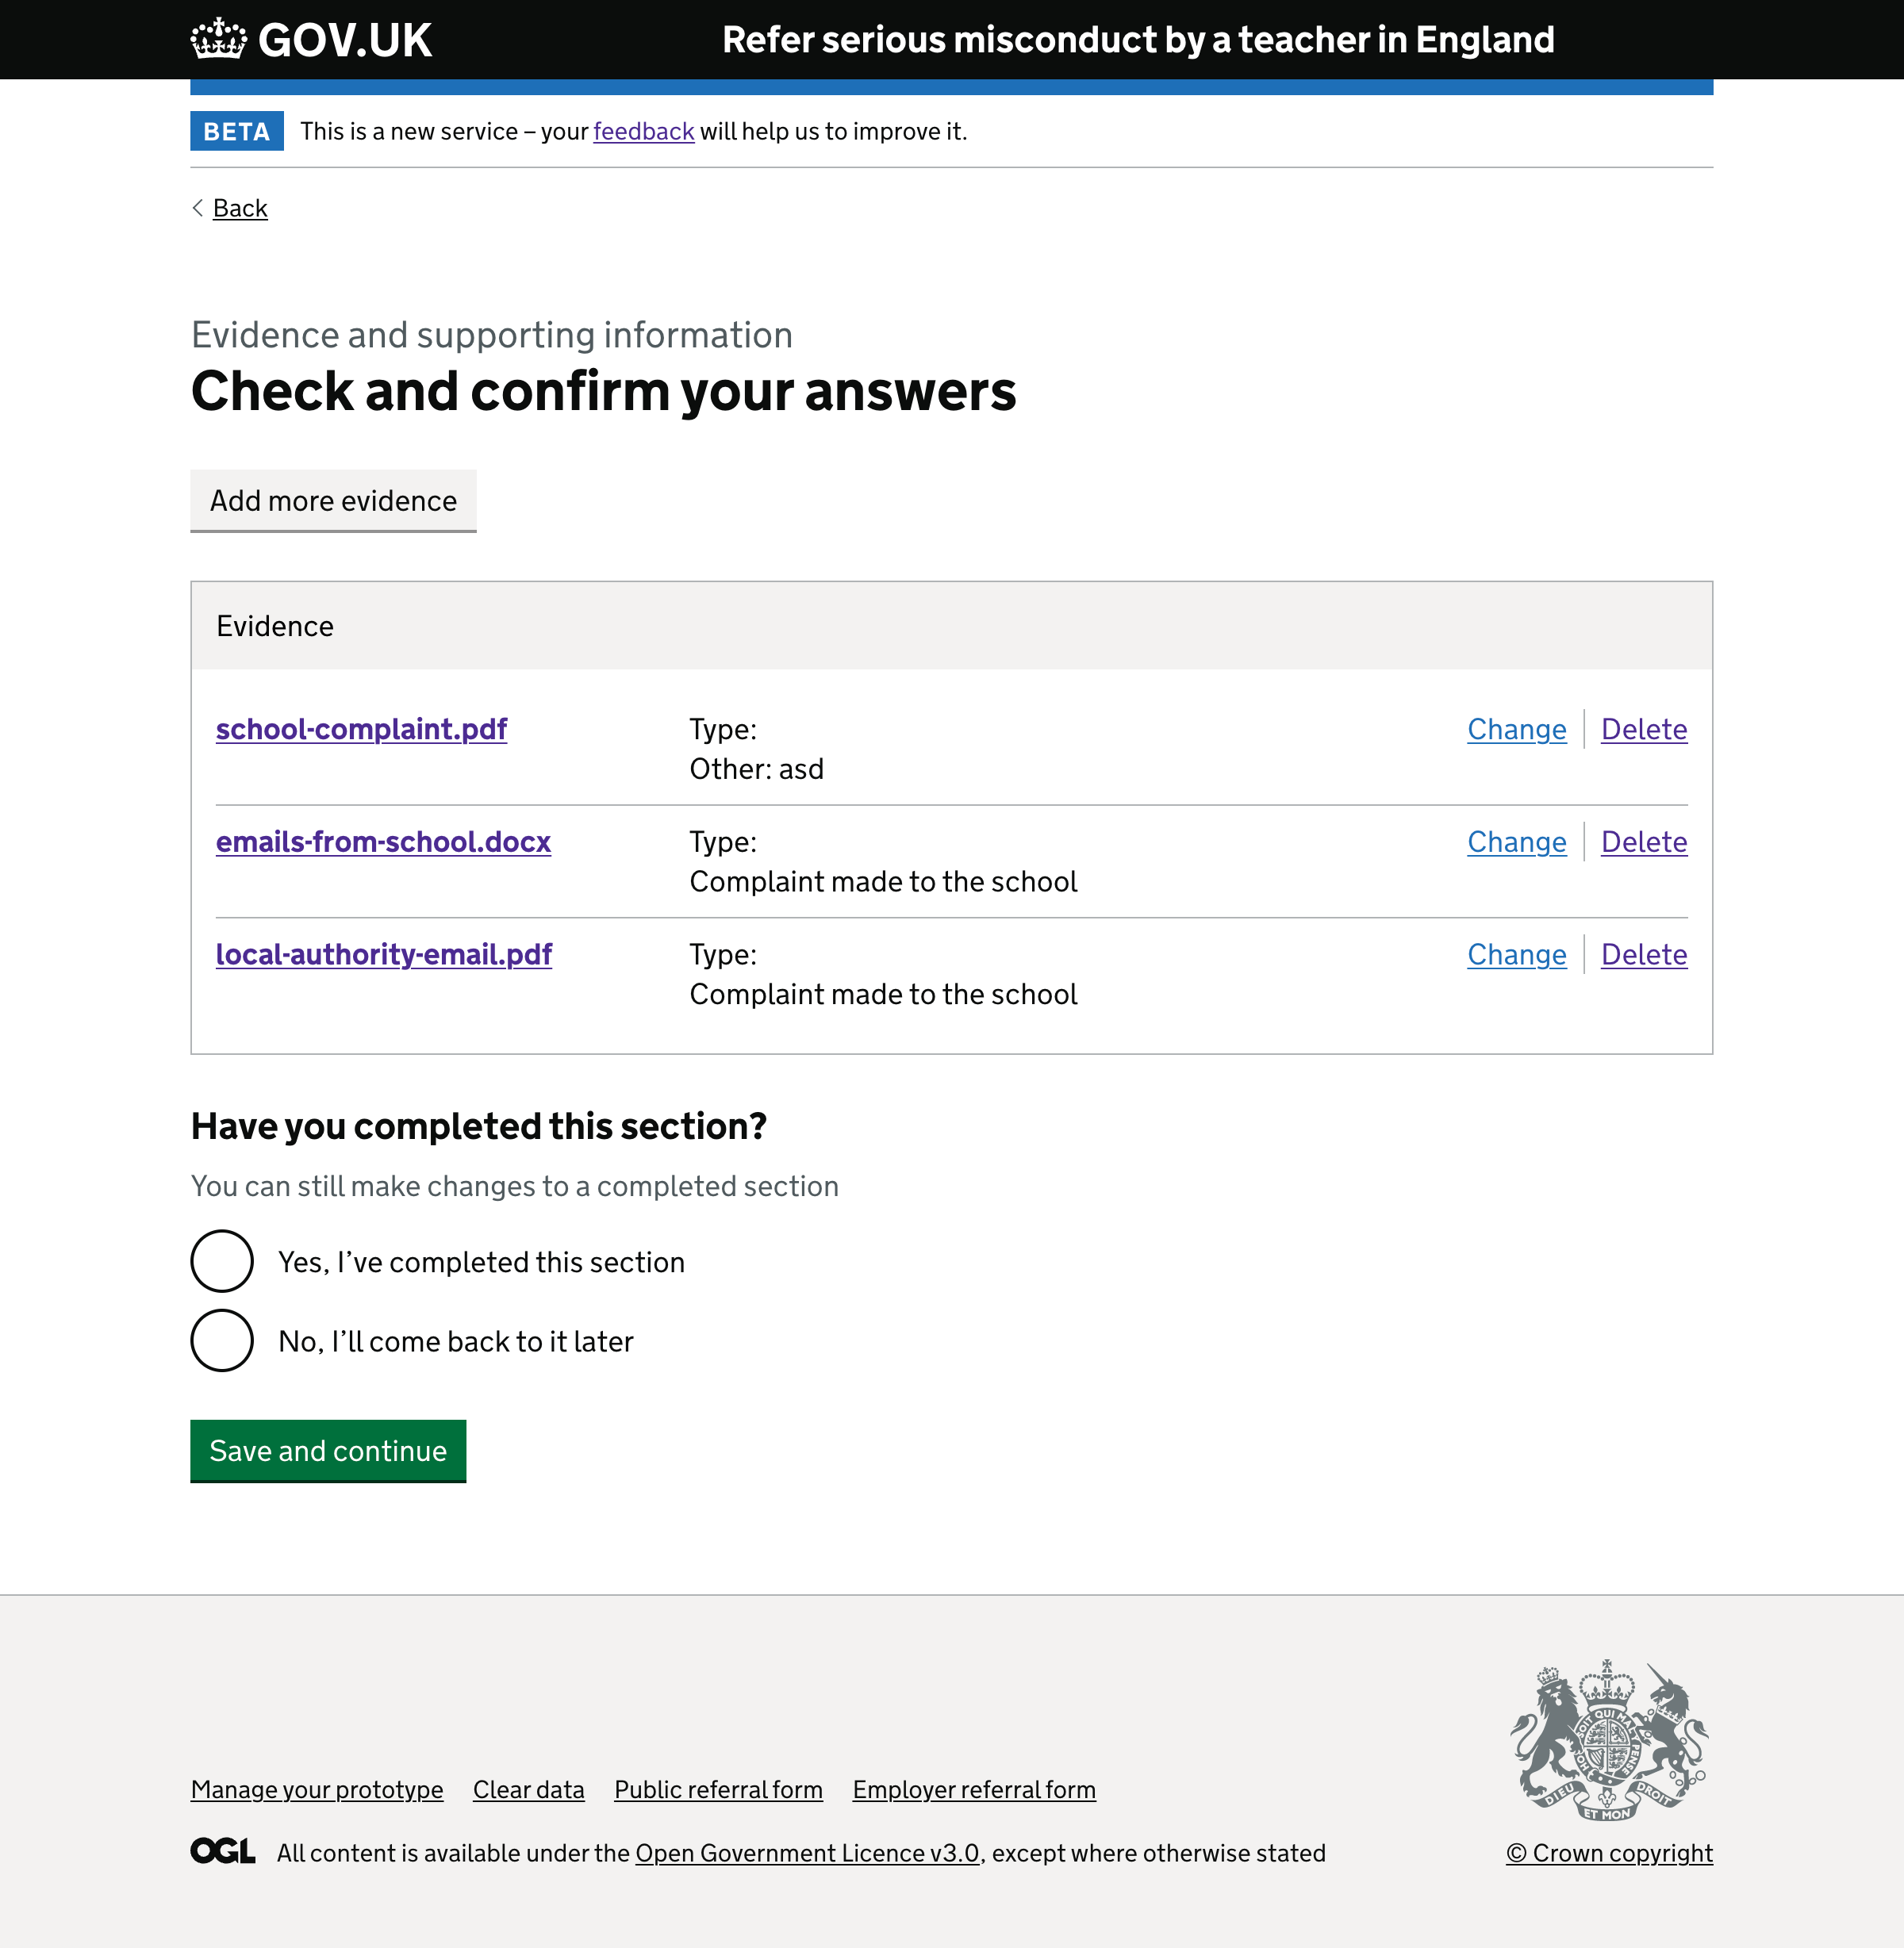 GOV.UK
Refer serious misconduct by a teacher in England
BETA This is a new service – your feedback will help us to improve it.
Back
Evidence and supporting information
Check and confirm your answers
Add more evidence
Evidence
school-complaint.pdf
Type:
Other: asd
Change
Delete
emails-from-school.docx
Type:
Complaint made to the school
Change
Delete
local-authority-email.pdf
Type:
Complaint made to the school
Change
Delete
Have you completed this section?
You can still make changes to a completed section
Yes, I’ve completed this section
No, I’ll come back to it later
Save and continue
Manage your prototype
Clear data
Public referral form
Employer referral form
OGL All content is available under the Open Government Licence v3.0, except where otherwise stated
SOIT QUI MAL
DIEU ET MON DROIT
© Crown copyright